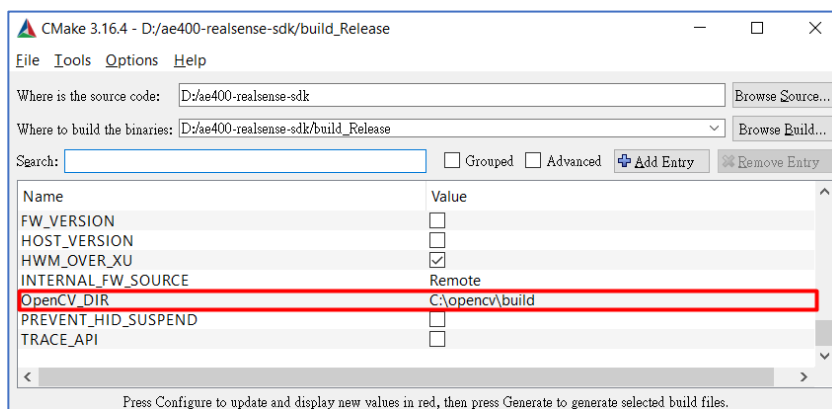 CMake 3.16.4 - D:/ae400-realsense-sdk/build_Release
File Tools Options Help
Where is the source code: D:/ae400-realsense-sdk Browse Source...
Where to build the binaries: D:/ae400-realsense-sdk/build_Release Browse Build...
Search: Grouped Advanced Add Entry Remove Entry
Name Value
FW_VERSION
HOST_VERSION
HWM_OVER_XU
INTERNAL_FW_SOURCE Remote
OpenCV_DIR C:\opencv\build
PREVENT_HID_SUSPEND
TRACE_API
Press Configure to update and display new values in red, then press Generate to generate selected build files.